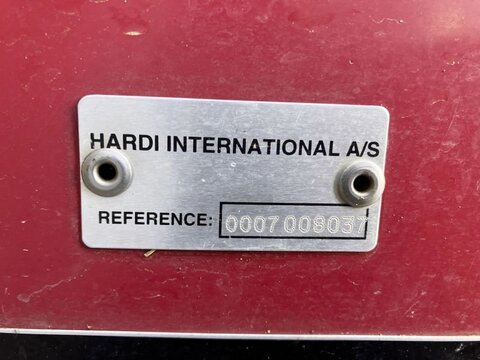 HARDI INTERNATIONAL A/S
REFERENCE: 0007 008037